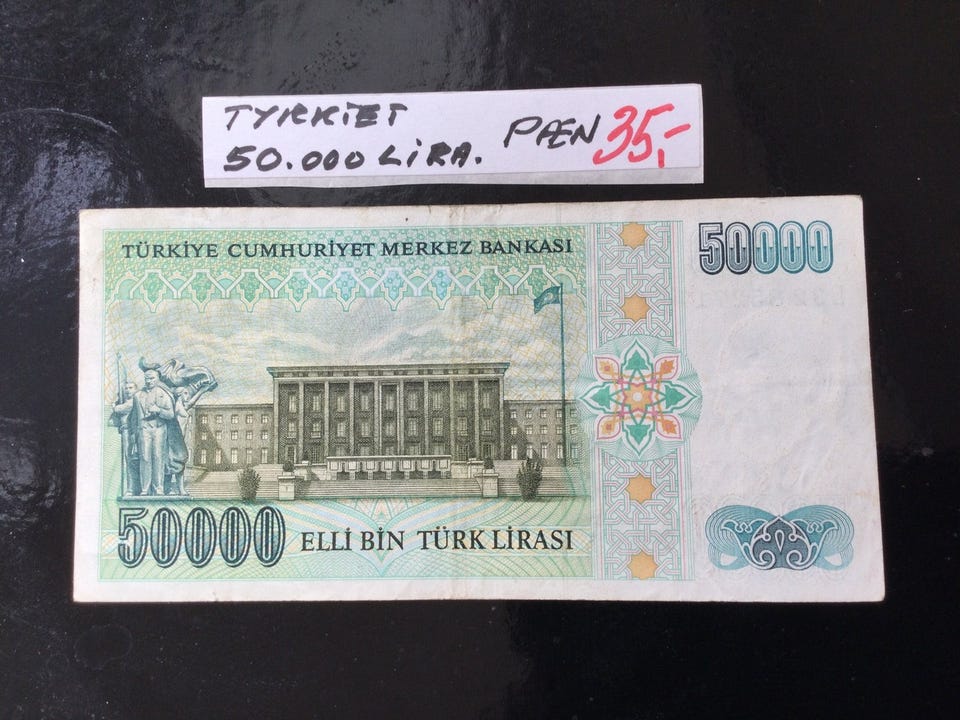 TYRKIET
50.000 LIRA. PÆN 35,-
TÜRKİYE CUMHURİYET MERKEZ BANKASI
50000
50000
ELLİ BİN TÜRK LİRASI